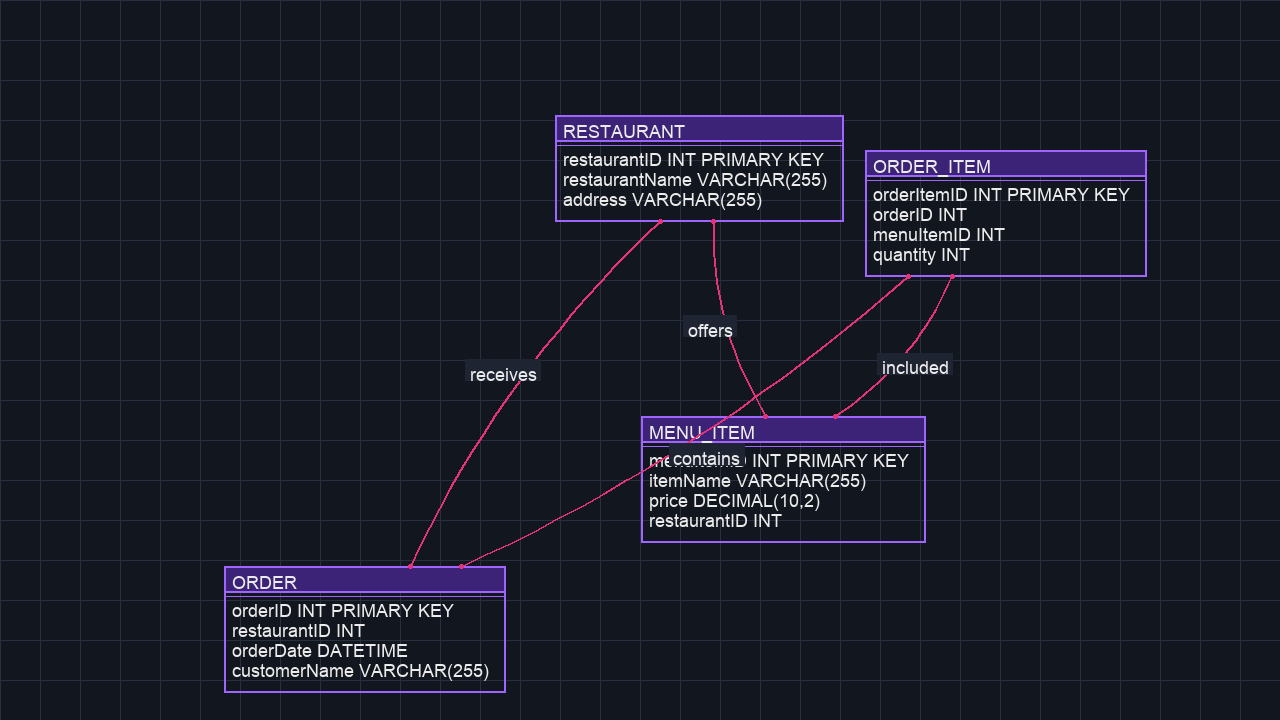 RESTAURANT
restaurantID INT PRIMARY KEY
restaurantName VARCHAR(255)
address VARCHAR(255)
ORDER_ITEM
orderItemID INT PRIMARY KEY
orderID INT
menuItemID INT
quantity INT
offers
included
receives
MENU_ITEM
contains
INT PRIMARY KEY
itemName VARCHAR(255)
price DECIMAL(10,2)
restaurantID INT
ORDER
orderID INT PRIMARY KEY
restaurantID INT
orderDate DATETIME
customerName VARCHAR(255)